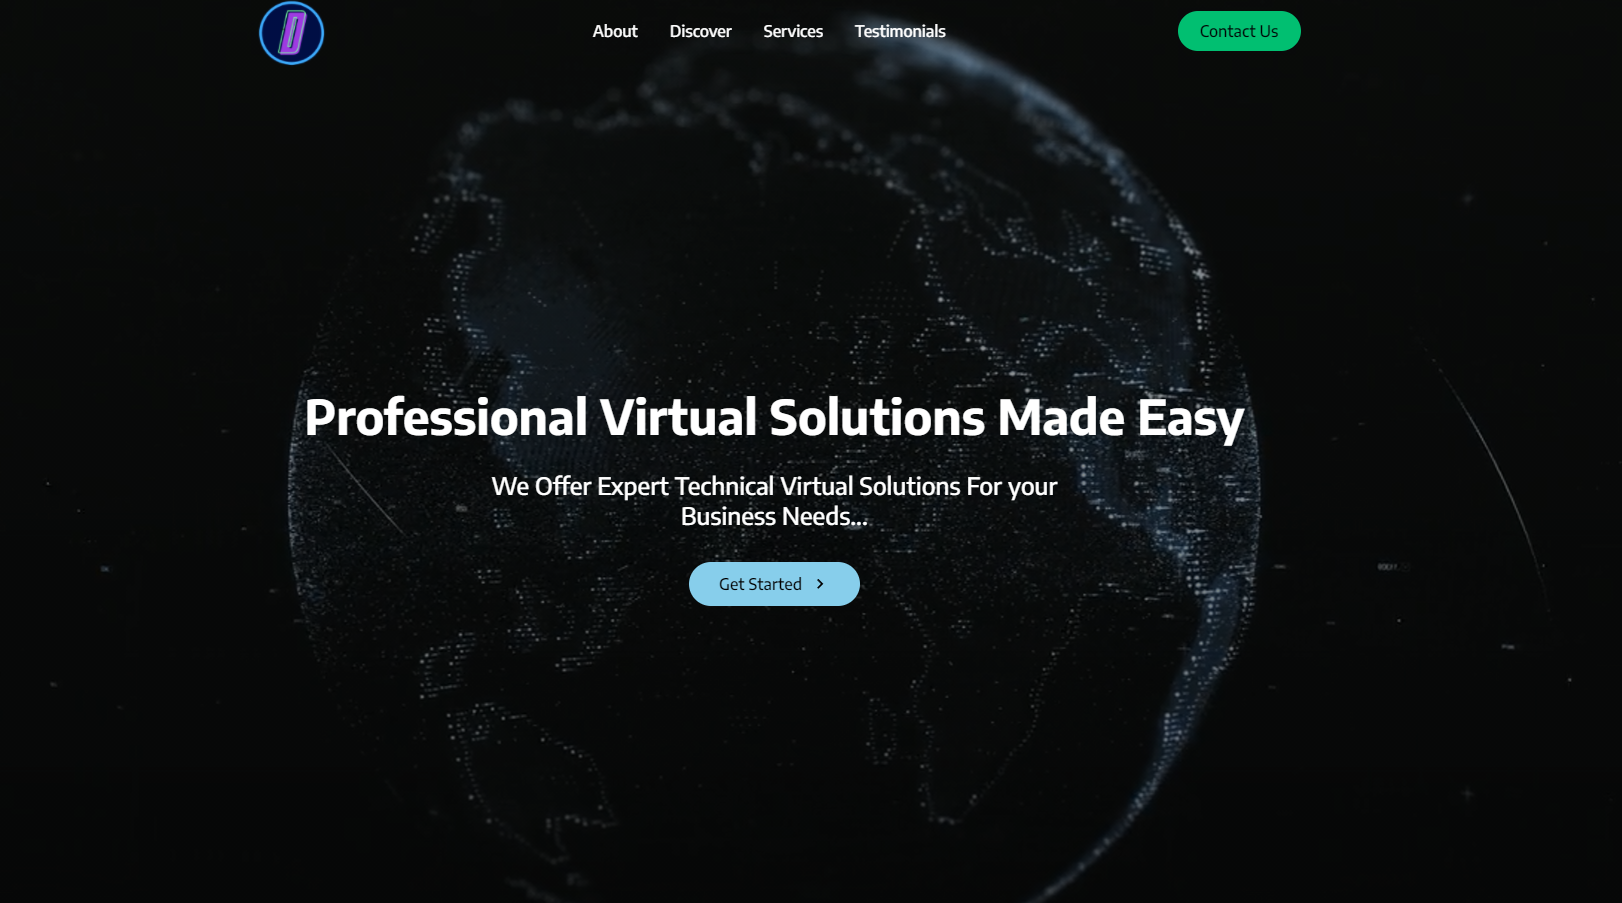 D
About
Discover
Services
Testimonials
Contact Us
Professional Virtual Solutions Made Easy
We Offer Expert Technical Virtual Solutions For your
Business Needs...
Get Started